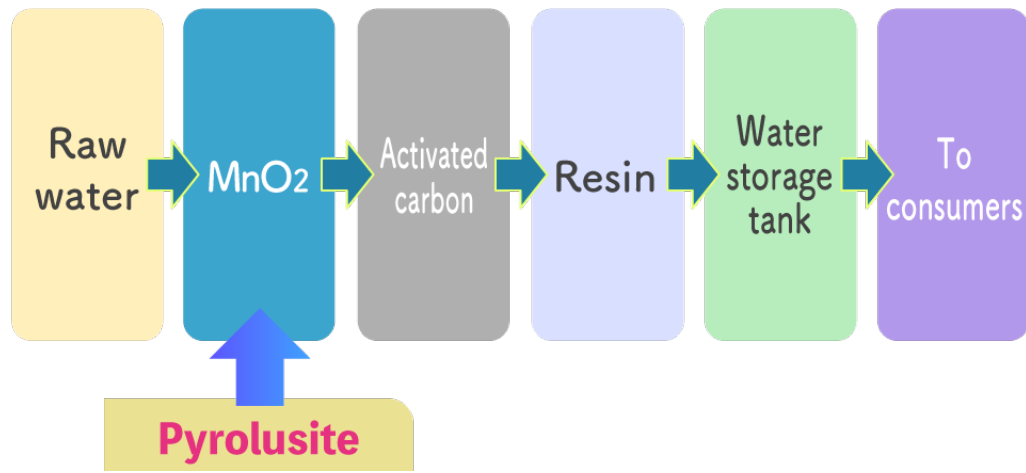 Raw
water
MnO2
Activated
carbon
Resin
Water
storage
tank
To
consumers
Pyrolusite